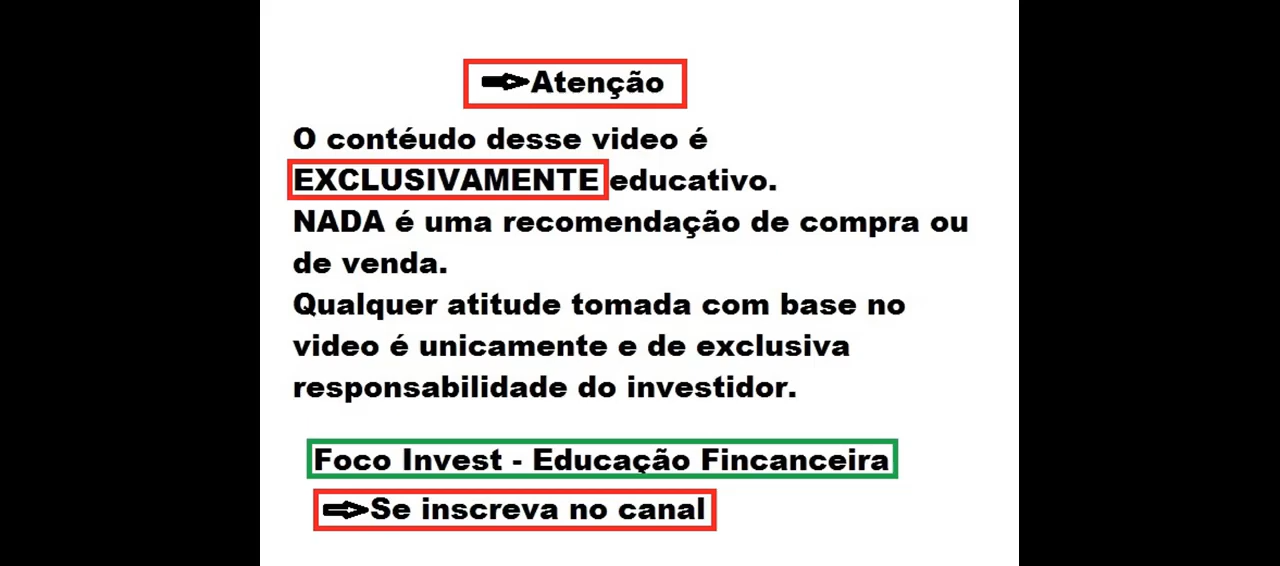 Atenção
O contéudo desse video é
EXCLUSIVAMENTE educativo.
NADA é uma recomendação de compra ou
de venda.
Qualquer atitude tomada com base no
video é unicamente e de exclusiva
responsabilidade do investidor.
Foco Invest - Educação Fincanceira
Se inscreva no canal